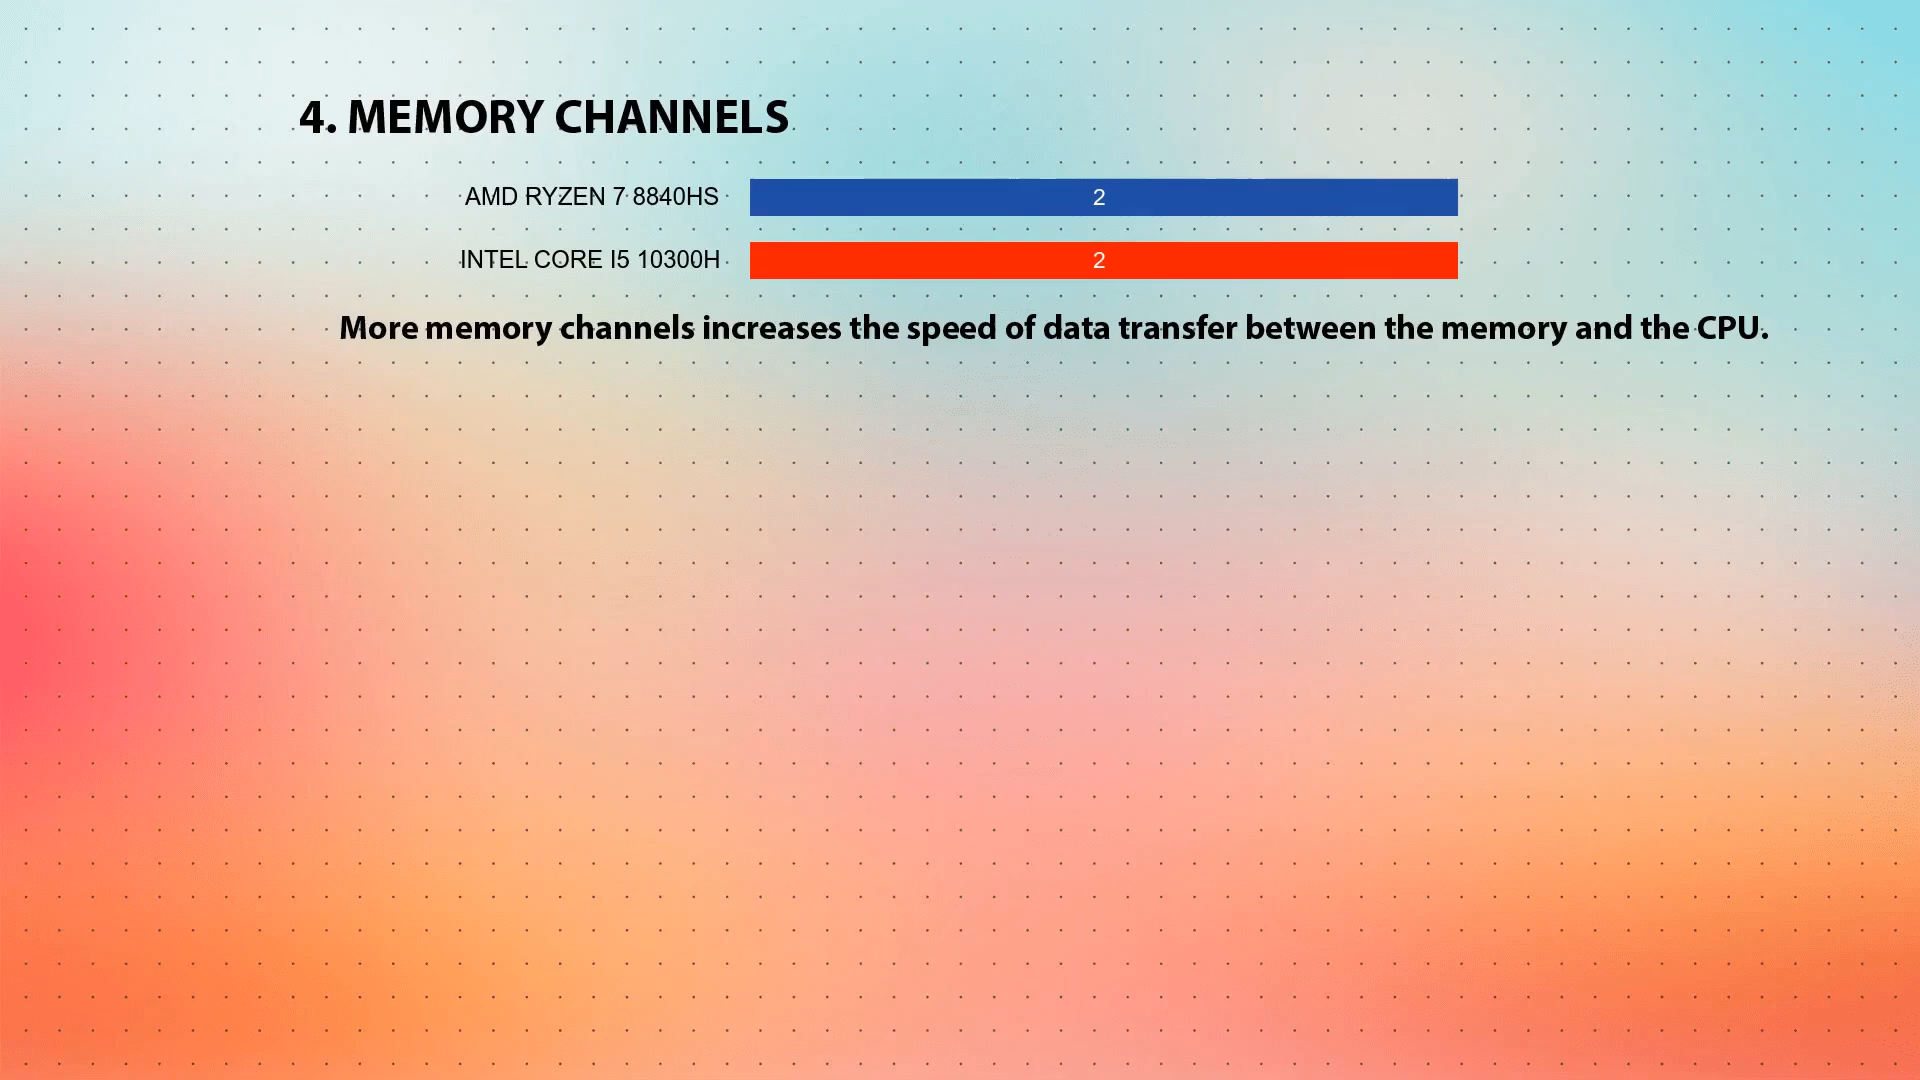 4. MEMORY CHANNELS
AMD RYZEN 7 8840HS 2
INTEL CORE I5 10300H 2
More memory channels increases the speed of data transfer between the memory and the CPU.